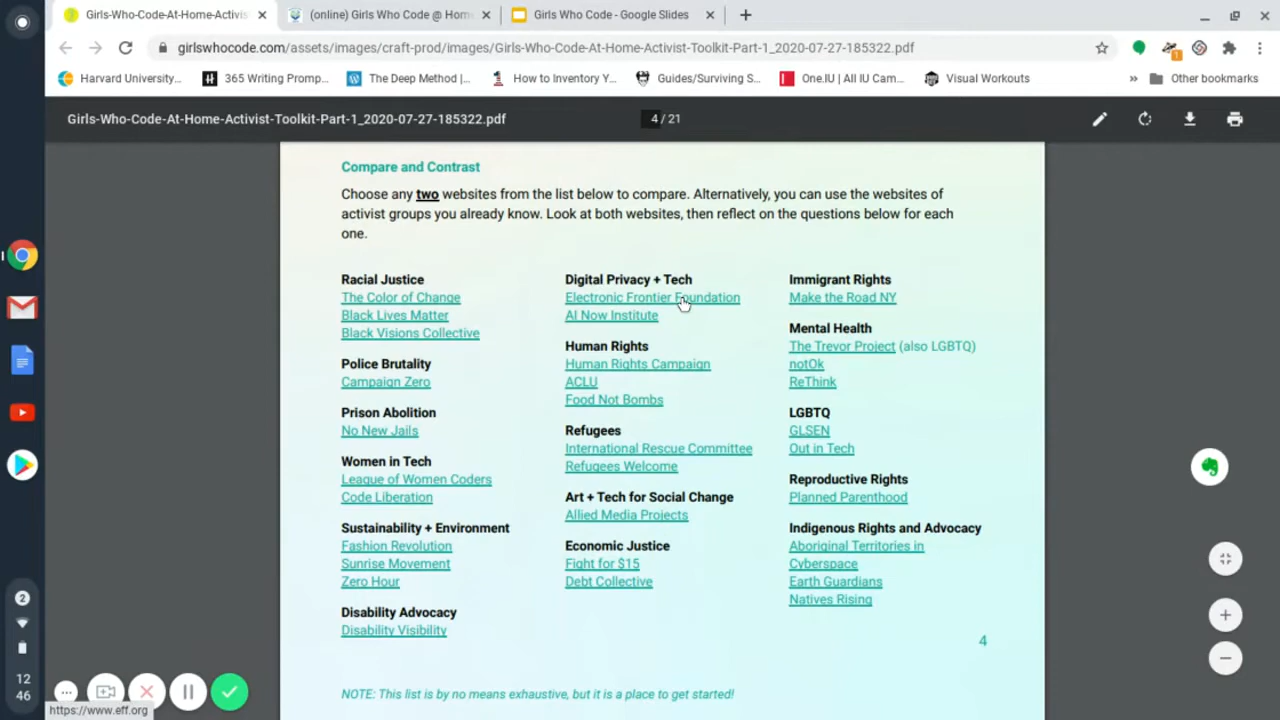 Girls-Who-Code-At-Home-Activis
(online) Girls Who Code @ Home
Girls Who Code - Google Slides
girlswhocode.com/assets/images/craft-prod/images/Girls-Who-Code-At-Home-Activist-Toolkit-Part-1_2020-07-27-185322.pdf
Harvard University...
365 Writing Promp...
The Deep Method |...
How to Inventory Y...
Guides/Surviving S...
One.IU | All IU Cam...
Visual Workouts
»
Other bookmarks
Girls-Who-Code-At-Home-Activist-Toolkit-Part-1_2020-07-27-185322.pdf
4 / 21
Compare and Contrast
Choose any two websites from the list below to compare. Alternatively, you can use the websites of
activist groups you already know. Look at both websites, then reflect on the questions below for each
one.
Racial Justice
The Color of Change
Black Lives Matter
Black Visions Collective
Police Brutality
Campaign Zero
Prison Abolition
No New Jails
Women in Tech
League of Women Coders
Code Liberation
Sustainability + Environment
Fashion Revolution
Sunrise Movement
Zero Hour
Disability Advocacy
Disability Visibility
Digital Privacy + Tech
Electronic Frontier Foundation
AI Now Institute
Human Rights
Human Rights Campaign
ACLU
Food Not Bombs
Refugees
International Rescue Committee
Refugees Welcome
Art + Tech for Social Change
Allied Media Projects
Economic Justice
Fight for $15
Debt Collective
Immigrant Rights
Make the Road NY
Mental Health
The Trevor Project (also LGBTQ)
notOk
ReThink
LGBTQ
GLSEN
Out in Tech
Reproductive Rights
Planned Parenthood
Indigenous Rights and Advocacy
Aboriginal Territories in
Cyberspace
Earth Guardians
Natives Rising
4
NOTE: This list is by no means exhaustive, but it is a place to get started!
2
12
46
https://www.eff.org
1